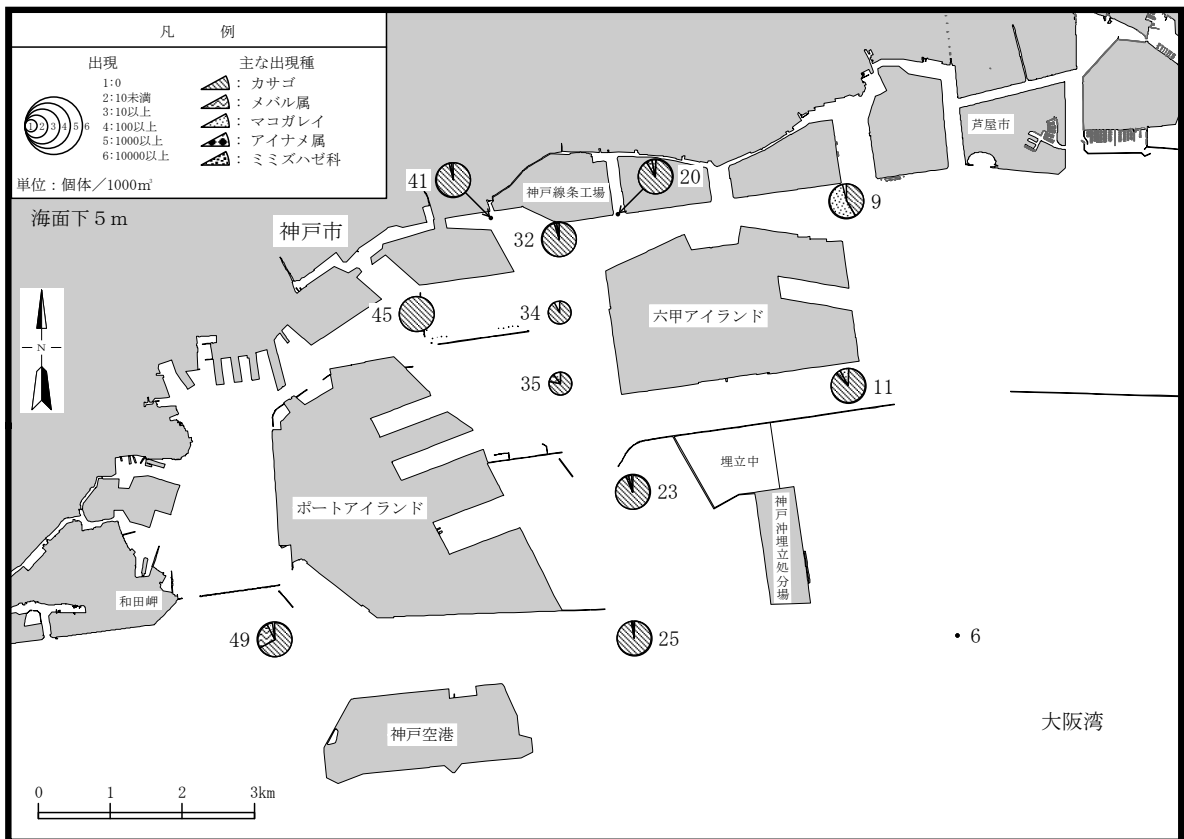 凡 例
出現
1:0
2:10未満
3:10以上
4:100以上
5:1000以上
6:10000以上
1 2 3 4 5 6
主な出現種
: カサゴ
: メバル属
: マコガレイ
: アイナメ属
: ミミズハゼ科
単位:個体/1000㎥
海面下5m
神戸市
芦屋市
41
神戸線条工場
20
9
32
45
34
六甲アイランド
N
35
11
埋立中
23
ポートアイランド
神戸沖埋立処分場
和田岬
49
25
6
大阪湾
神戸空港
0 1 2 3km